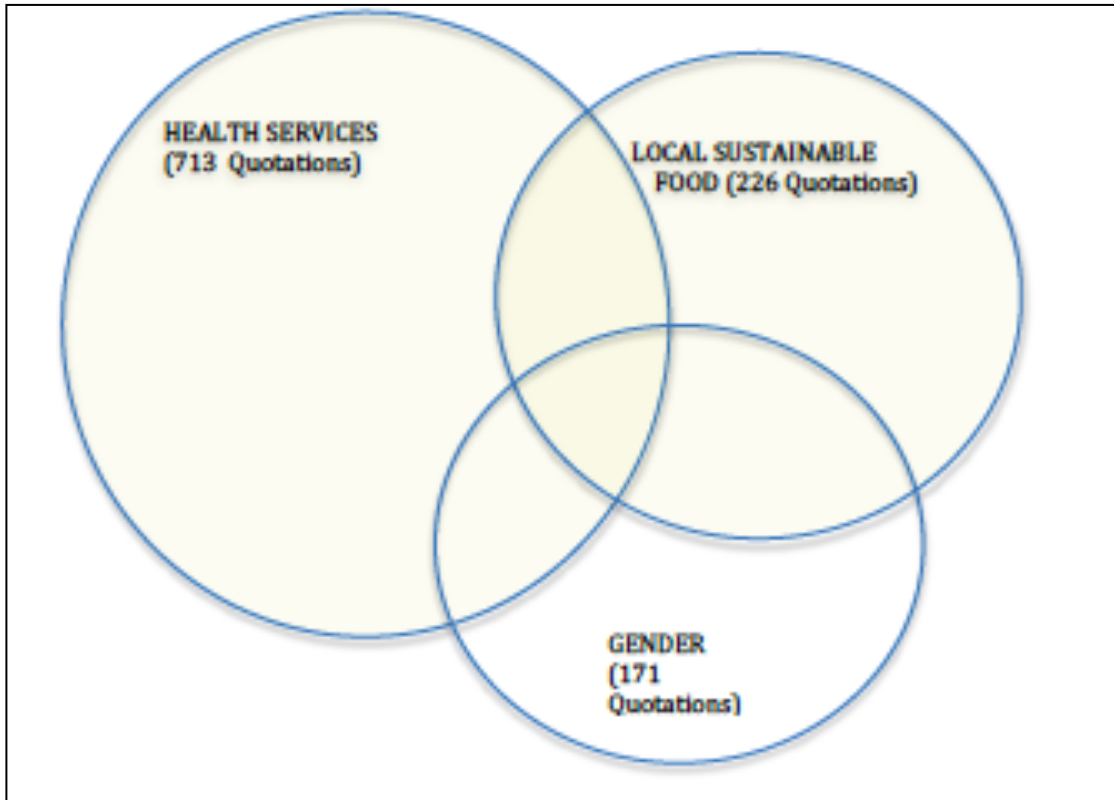 HEALTH SERVICES
(713 Quotations)
LOCAL SUSTAINABLE
FOOD (226 Quotations)
GENDER
(171
Quotations)